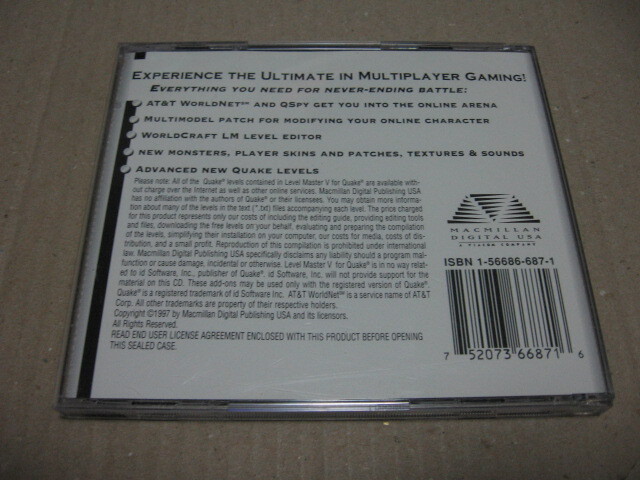 EXPERIENCE THE ULTIMATE IN MULTIPLAYER GAMING!
EVERYTHING YOU NEED FOR NEVER-ENDING BATTLE:
AT&T WORLDNET℠ AND QSPY GET YOU INTO THE ONLINE ARENA
MULTIMODEL PATCH FOR MODIFYING YOUR ONLINE CHARACTER
WORLDCRAFT LM LEVEL EDITOR
NEW MONSTERS, PLAYER SKINS AND PATCHES, TEXTURES & SOUNDS
ADVANCED NEW QUAKE LEVELS
Please note: All of the Quake® levels contained in Level Master V for Quake® are available with-
out charge over the Internet as well as other online services. Macmillan Digital Publishing USA
has no affiliation with the authors of Quake® or their licensees. You may obtain more informa-
tion about many of the levels in the text (*.txt) files accompanying each level. The price charged
for this product represents only our costs of including the editing guide, providing editing tools
and files, downloading the free levels on your behalf, evaluating and preparing the compilation
of the levels, simplifying their installation on your computer, our costs for media, costs of dis-
tribution, and a small profit. Reproduction of this compilation is prohibited under international
law. Macmillan Digital Publishing USA specifically disclaims any liability should a program mal-
function or cause damage, incidental or otherwise. Level Master V for Quake® is in no way relat-
ed to id Software Inc., publisher of Quake®. id Software, Inc. will not provide support for the
material on this CD. These add-ons may be used only with the registered version of Quake®.
Quake® is a registered trademark of id Software Inc. AT&T WorldNet℠ is a service name of AT&T
Corp. All other trademarks are property of their respective holders.
Copyright ©1997 by Macmillan Digital Publishing USA and its licensors.
All Rights Reserved.
READ END USER LICENSE AGREEMENT ENCLOSED WITH THIS PRODUCT BEFORE OPENING
THIS SEALED CASE.
MACMILLAN
DIGITAL USA
A VIACOM COMPANY
ISBN 1-56686-687-1
7 52073 66871 6